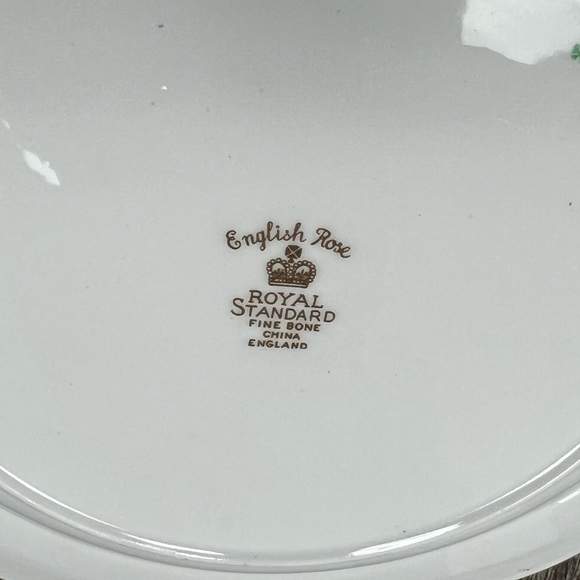 English Rose
ROYAL
STANDARD
FINE BONE
CHINA
ENGLAND